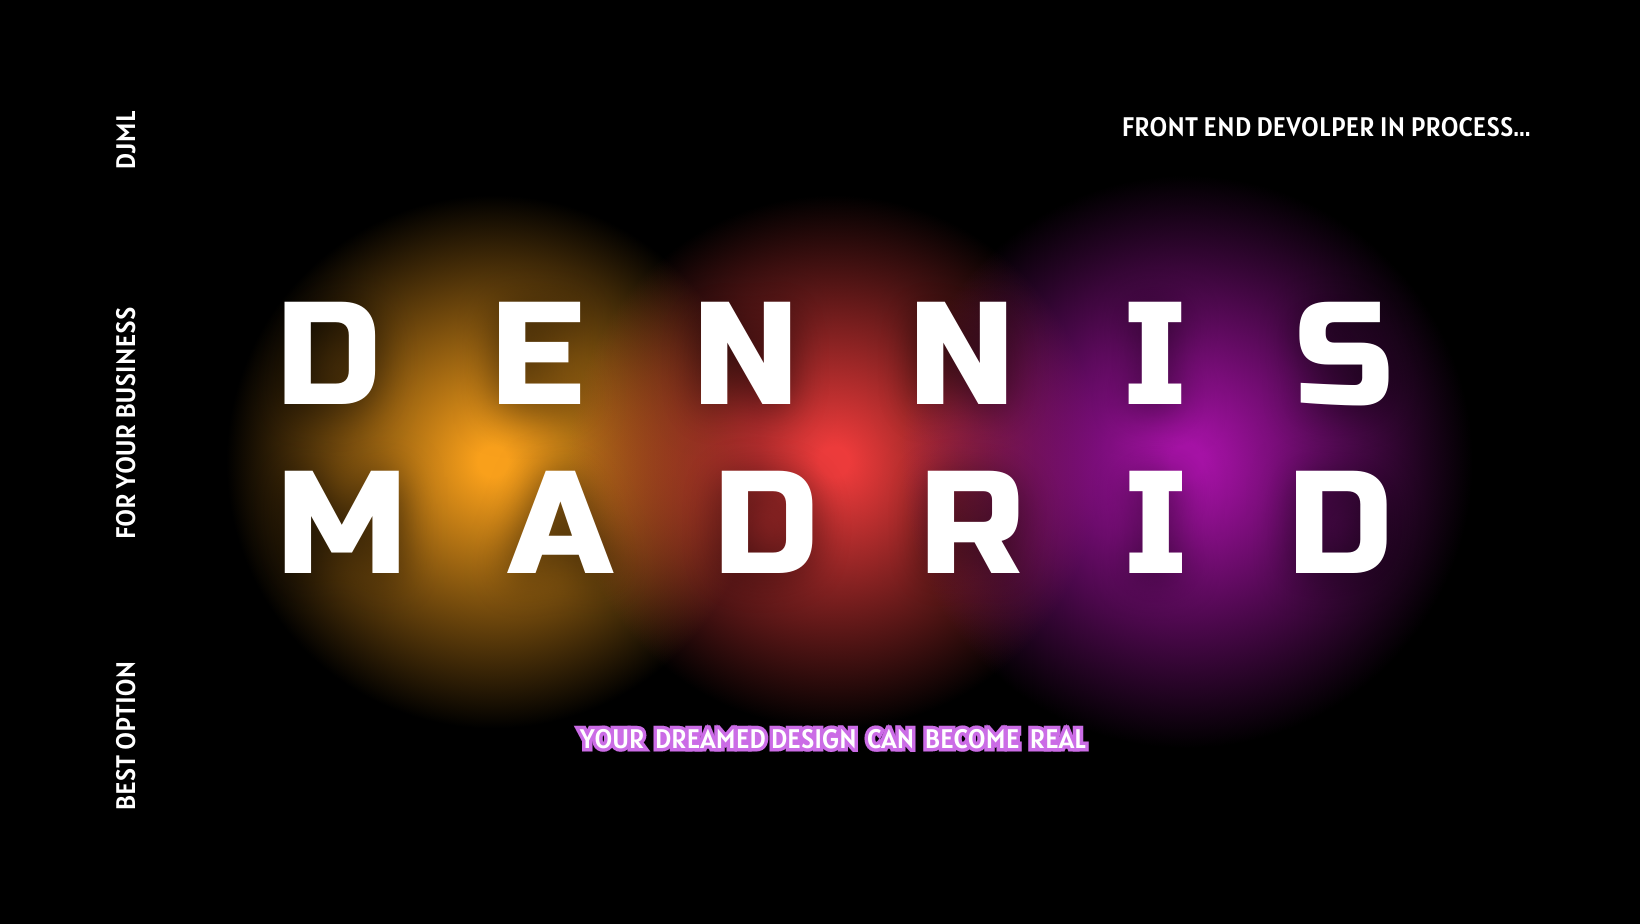 DJML
FOR YOUR BUSINESS
BEST OPTION
FRONT END DEVOLPER IN PROCESS...
DENNIS
MADRID
YOUR DREAMED DESIGN CAN BECOME REAL